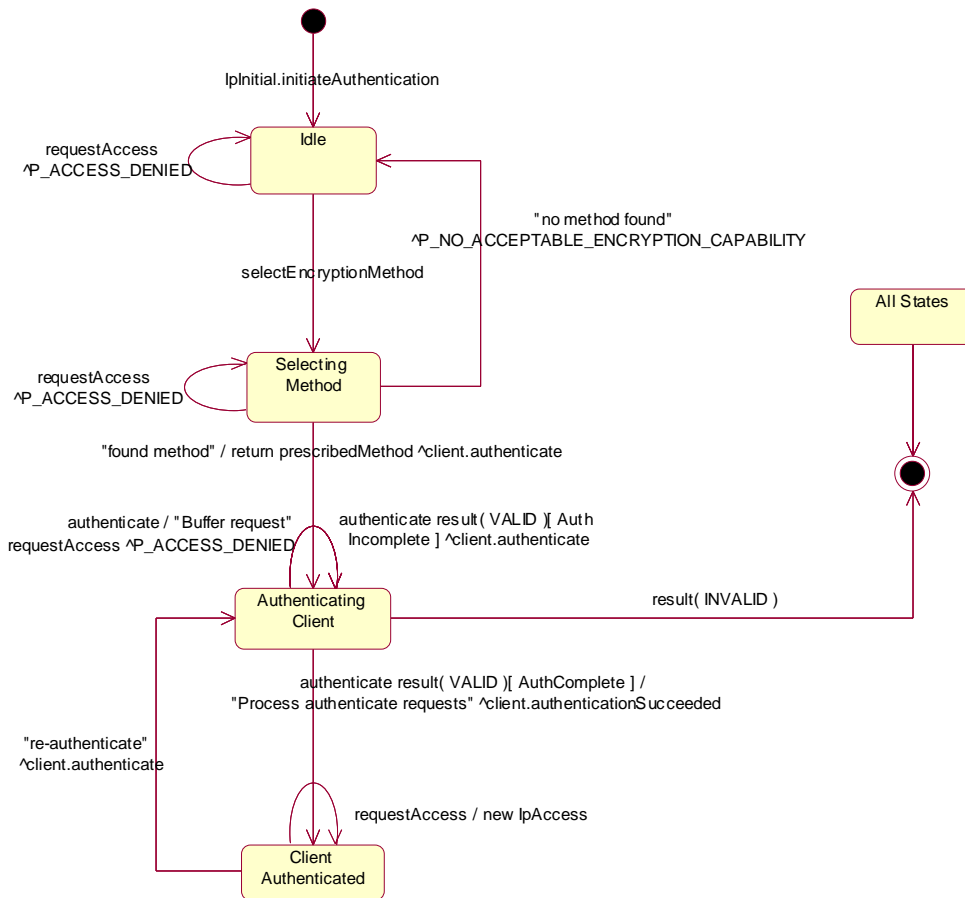 IpInitial.initiateAuthentication
Idle
requestAccess
^P_ACCESS_DENIED
"no method found"
^P_NO_ACCEPTABLE_ENCRYPTION_CAPABILITY
selectEncryptionMethod
All States
Selecting
Method
requestAccess
^P_ACCESS_DENIED
"found method" / return prescribedMethod ^client.authenticate
authenticate / "Buffer request"
requestAccess ^P_ACCESS_DENIED
authenticate result( VALID )[ Auth
Incomplete ] ^client.authenticate
Authenticating
Client
result( INVALID )
authenticate result( VALID )[ AuthComplete ] /
"Process authenticate requests" ^client.authenticationSucceeded
"re-authenticate"
^client.authenticate
requestAccess / new IpAccess
Client
Authenticated